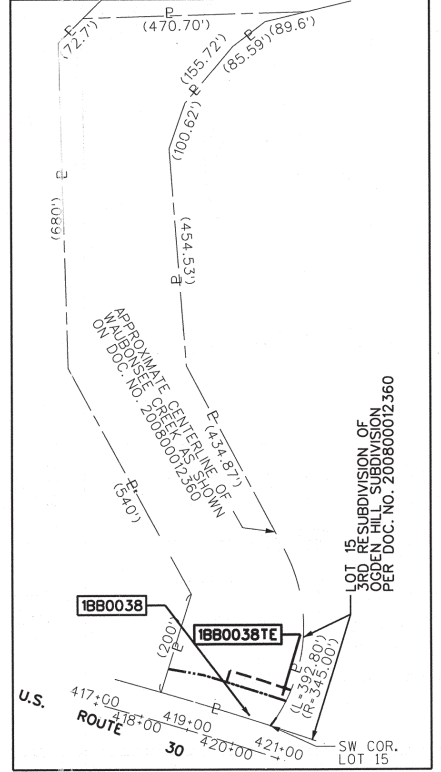 P
(72.7')
(470.70')
P
(89.6')
(85.59')
(155.72')
P
(100.62')
P
(680')
(454.53')
P
APPROXIMATE CENTERLINE OF
WAUBONSEE CREEK AS SHOWN
ON DOC. NO. 200800012360
P
(434.87')
P
(540')
LOT 15
3RD RESUBDIVISION OF
OGDEN HILL SUBDIVISION
PER DOC. NO. 200800012360
1BB0038
1BB0038TE
(200')
P
P
(L=392.80')
(R=345.00')
P
U.S.
ROUTE
30
417+00
418+00
419+00
420+00
421+00
SW COR.
LOT 15